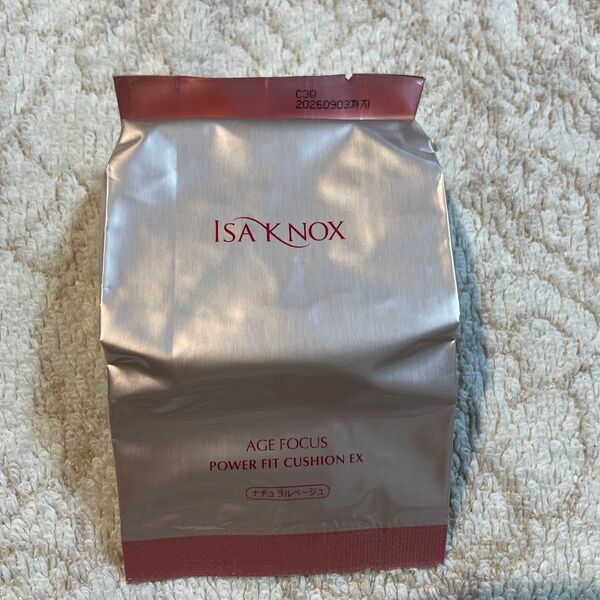 C30
20260903까지
ISA KNOX
AGE FOCUS
POWER FIT CUSHION EX
ナチュラルベージュ